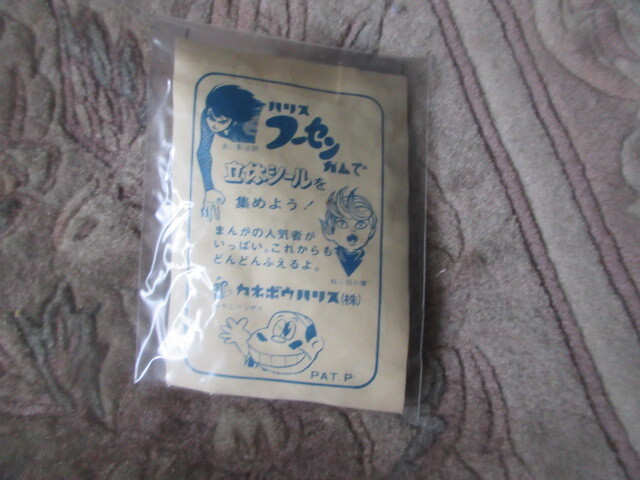 ハリス
フーセン
ガムで
立体シールを
集めよう!
まんがの人気者が
いっぱい。これからも
どんどんふえるよ。
カネボウハリス(株)
PAT.P